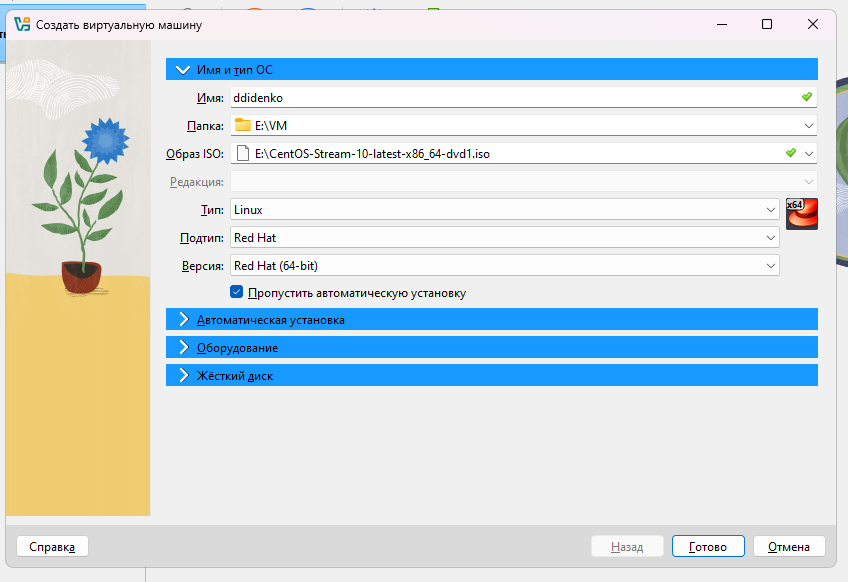 Создать виртуальную машину
Имя и тип ОС
Имя: ddidenko
Папка: E:\VM
Образ ISO: E:\CentOS-Stream-10-latest-x86_64-dvd1.iso
Редакция:
Тип: Linux
x64
Подтип: Red Hat
Версия: Red Hat (64-bit)
Пропустить автоматическую установку
Автоматическая установка
Оборудование
Жёсткий диск
Справка Назад Готово Отмена